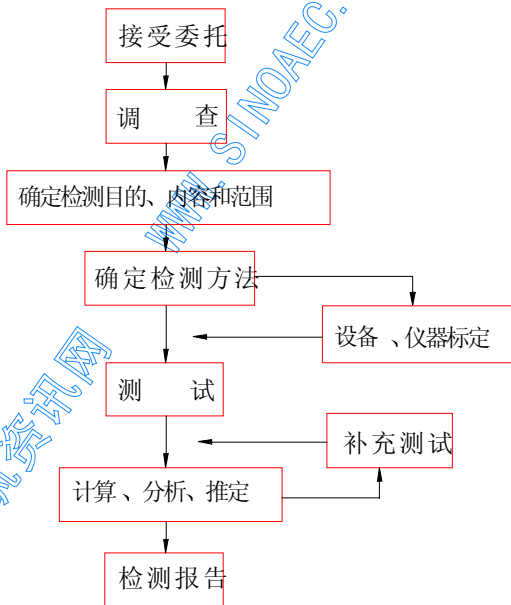 接受委托
调 查
确定检测目的、内容和范围
确定检测方法
设备、仪器标定
测 试
补充测试
计算、分析、推定
检测报告
WWW.SINOAEC.
资讯网